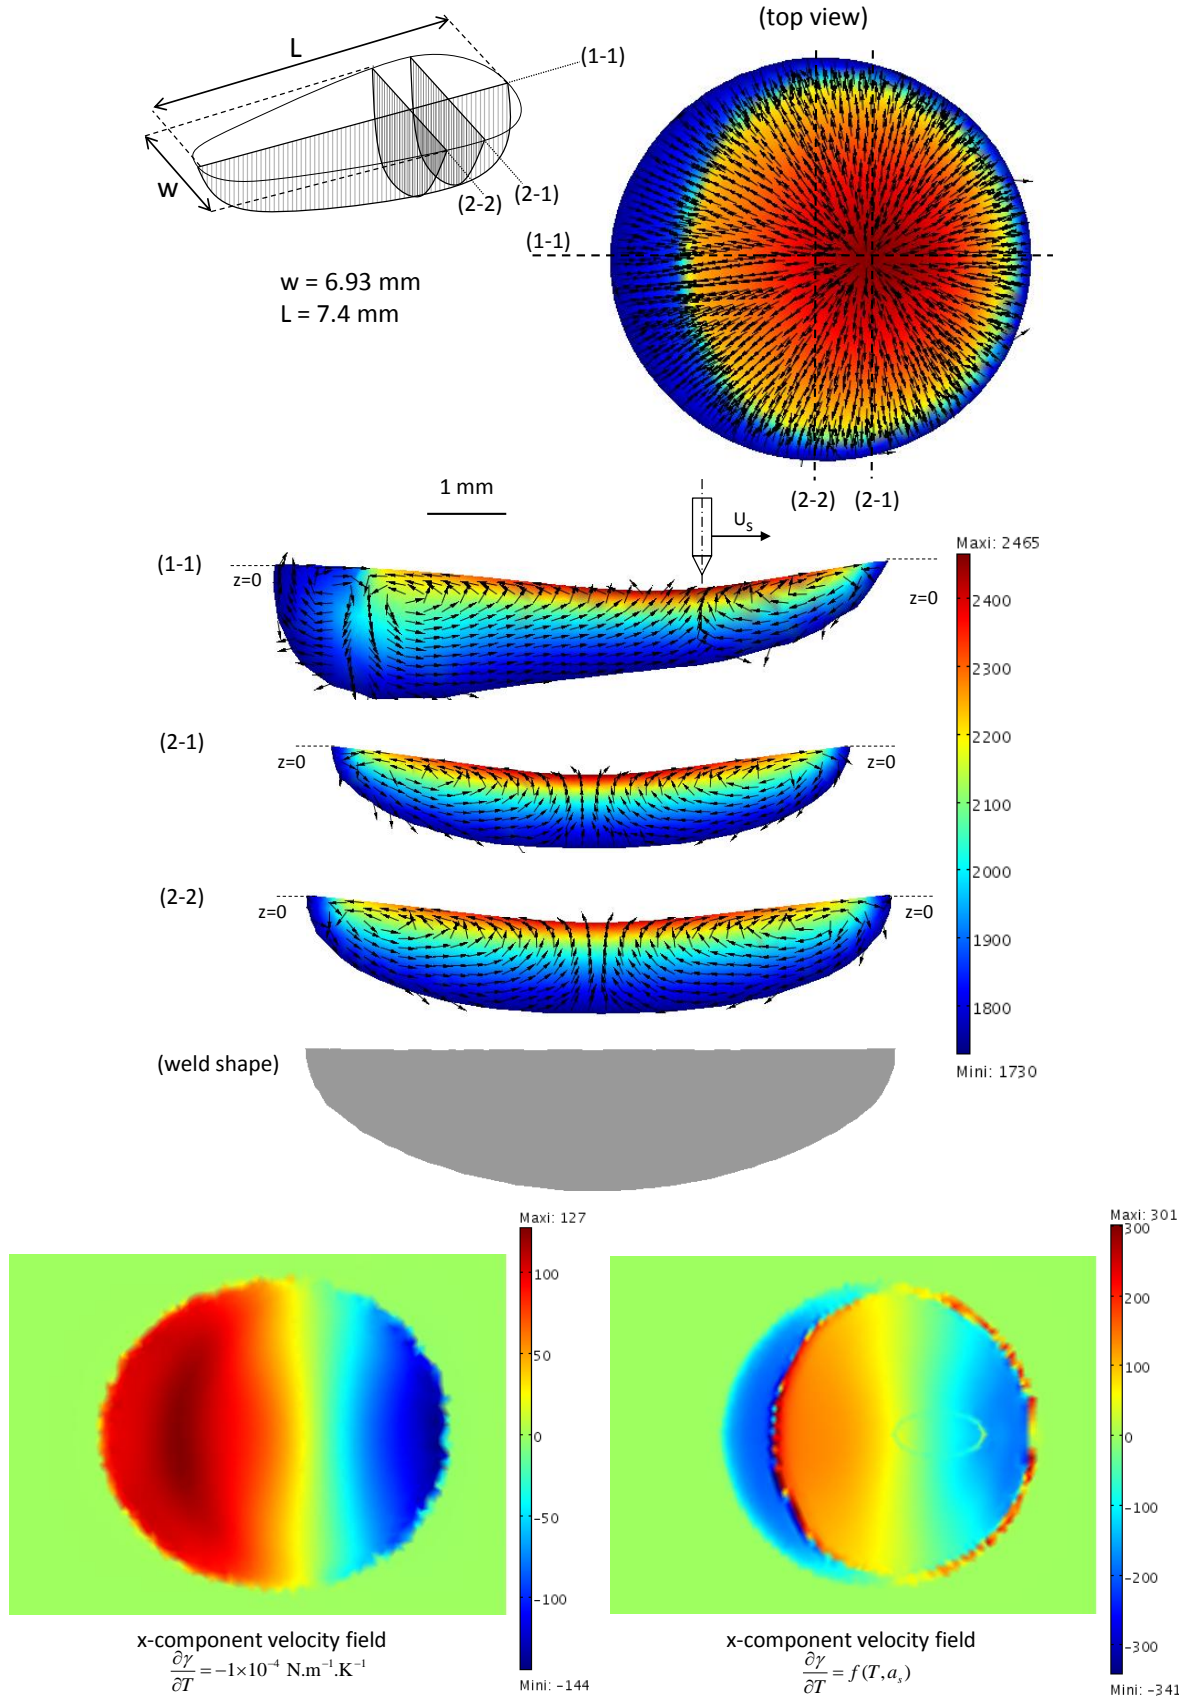 (top view)
L
(1-1)
w
(2-1)
(2-2)
w = 6.93 mm
L = 7.4 mm
(1-1)
(2-2) (2-1)
1 mm
Us
(1-1)
z=0
z=0
(2-1)
z=0
z=0
(2-2)
z=0
z=0
(weld shape)
Maxi: 2465
2400
2300
2200
2100
2000
1900
1800
Mini: 1730
Maxi: 127
100
50
0
-50
-100
Mini: -144
x-component velocity field
∂γ/∂T = −1×10⁻⁴ N.m⁻¹.K⁻¹
Maxi: 301
300
200
100
0
-100
-200
-300
Mini: -341
x-component velocity field
∂γ/∂T = f(T,aₛ)